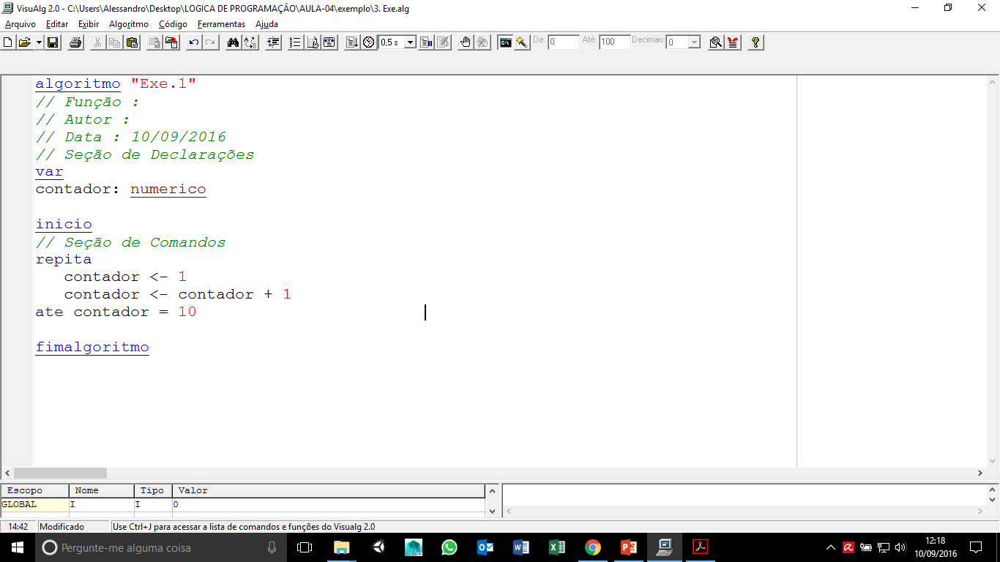 VisuAlg 2.0 - C:\Users\Alessandro\Desktop\LOGICA DE PROGRAMAÇÂO\AULA-04\exemplo\3. Exe.alg
Arquivo Editar Exibir Algoritmo Código Ferramentas Ajuda
0,5 s De: 0 Até: 100 Decimais: 0
algoritmo "Exe.1"
// Função :
// Autor :
// Data : 10/09/2016
// Seção de Declarações
var
contador: numerico
inicio
// Seção de Comandos
repita
contador <- 1
contador <- contador + 1
ate contador = 10
fimalgoritmo
Escopo Nome Tipo Valor
GLOBAL I I 0
14:42 Modificado Use Ctrl+J para acessar a lista de comandos e funções do Visualg 2.0
Pergunte-me alguma coisa
12:18
10/09/2016